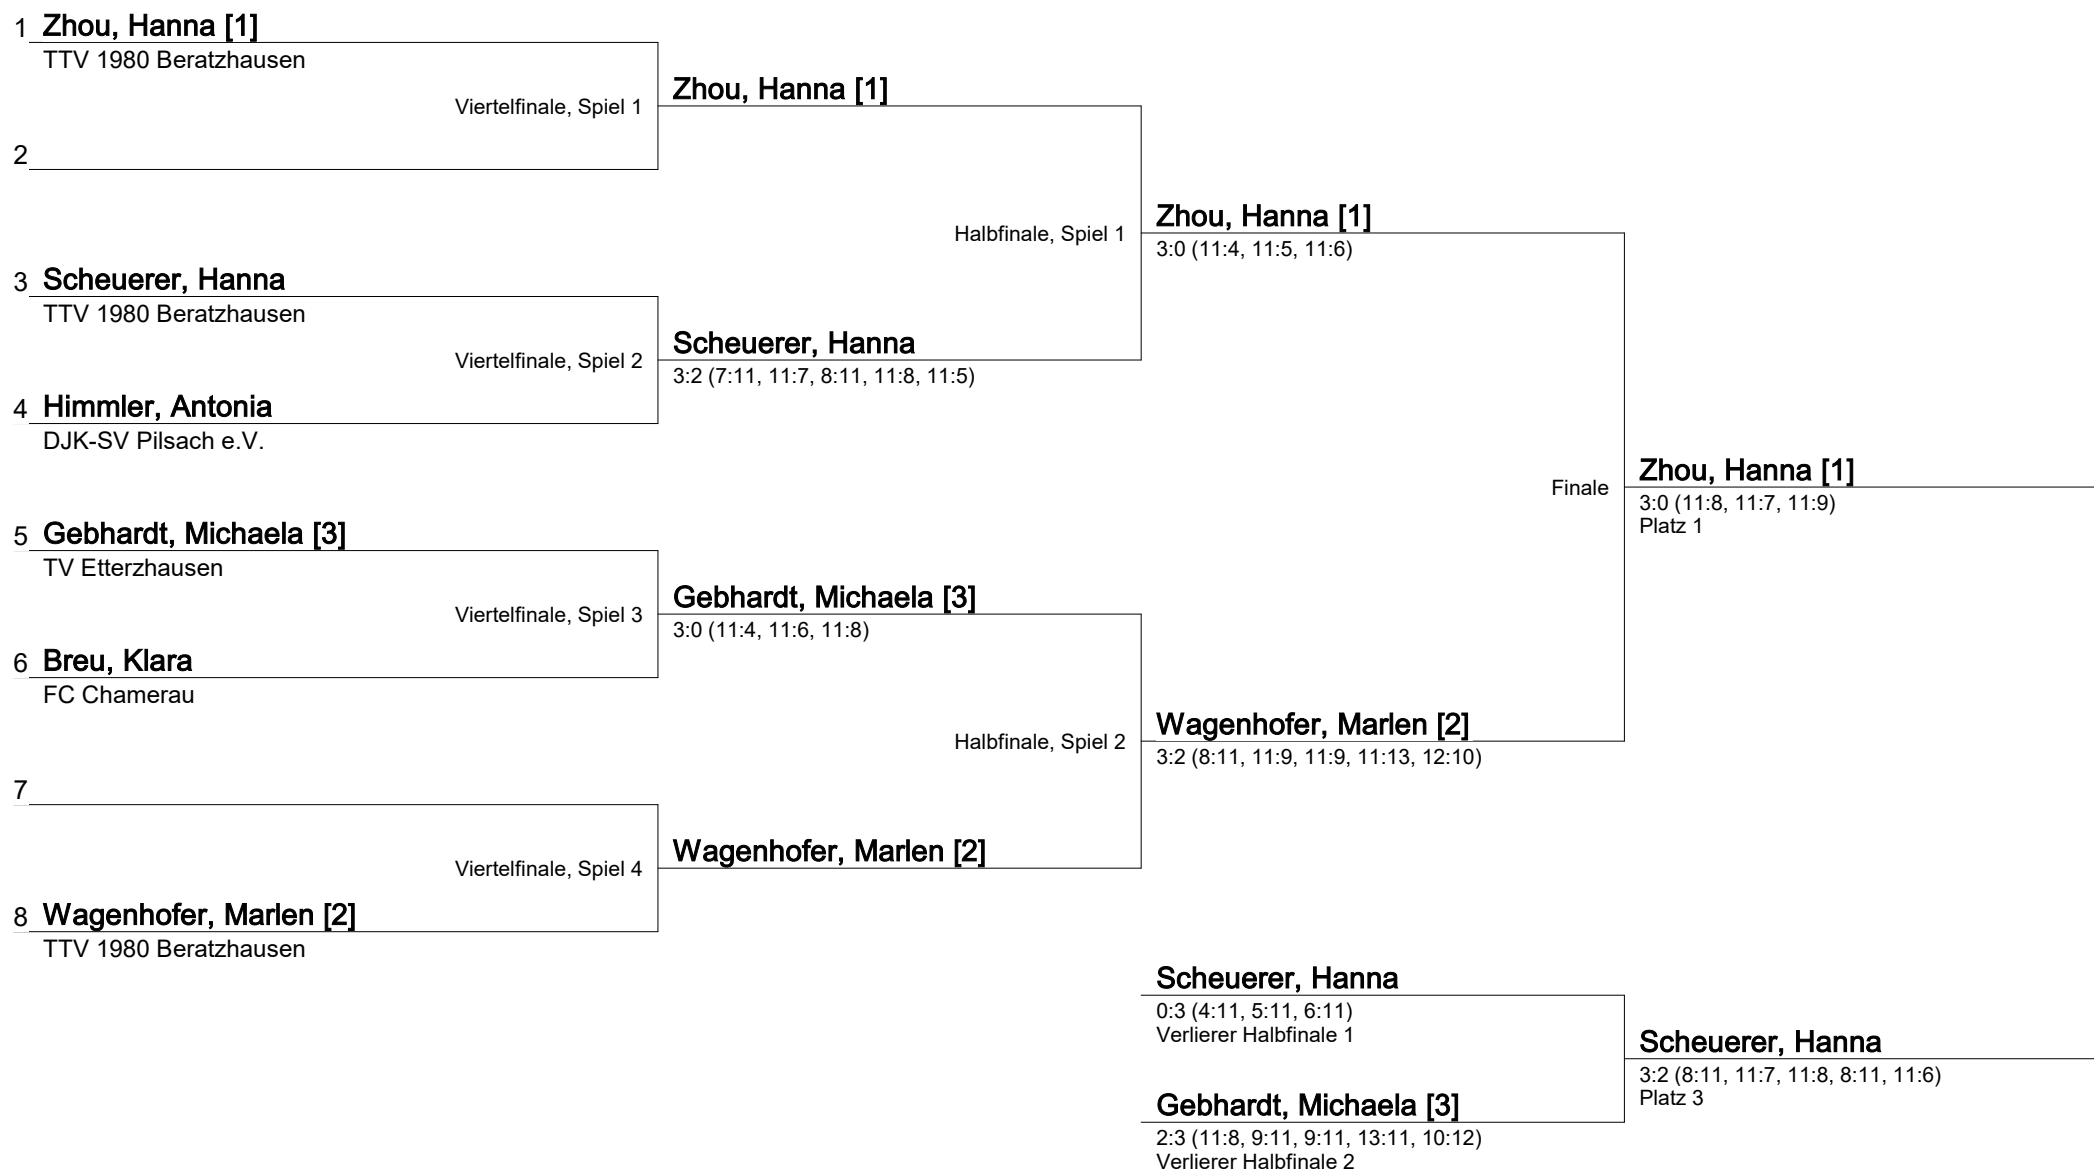 1 Zhou, Hanna [1]
TTV 1980 Beratzhausen
Viertelfinale, Spiel 1
Zhou, Hanna [1]
2
Halbfinale, Spiel 1
Zhou, Hanna [1]
3:0 (11:4, 11:5, 11:6)
3 Scheuerer, Hanna
TTV 1980 Beratzhausen
Viertelfinale, Spiel 2
Scheuerer, Hanna
3:2 (7:11, 11:7, 8:11, 11:8, 11:5)
4 Himmler, Antonia
DJK-SV Pilsach e.V.
Finale
Zhou, Hanna [1]
3:0 (11:8, 11:7, 11:9)
Platz 1
5 Gebhardt, Michaela [3]
TV Etterzhausen
Viertelfinale, Spiel 3
Gebhardt, Michaela [3]
3:0 (11:4, 11:6, 11:8)
6 Breu, Klara
FC Chamerau
Halbfinale, Spiel 2
Wagenhofer, Marlen [2]
3:2 (8:11, 11:9, 11:9, 11:13, 12:10)
7
Viertelfinale, Spiel 4
Wagenhofer, Marlen [2]
8 Wagenhofer, Marlen [2]
TTV 1980 Beratzhausen
Scheuerer, Hanna
0:3 (4:11, 5:11, 6:11)
Verlierer Halbfinale 1
Scheuerer, Hanna
3:2 (8:11, 11:7, 11:8, 8:11, 11:6)
Platz 3
Gebhardt, Michaela [3]
2:3 (11:8, 9:11, 9:11, 13:11, 10:12)
Verlierer Halbfinale 2